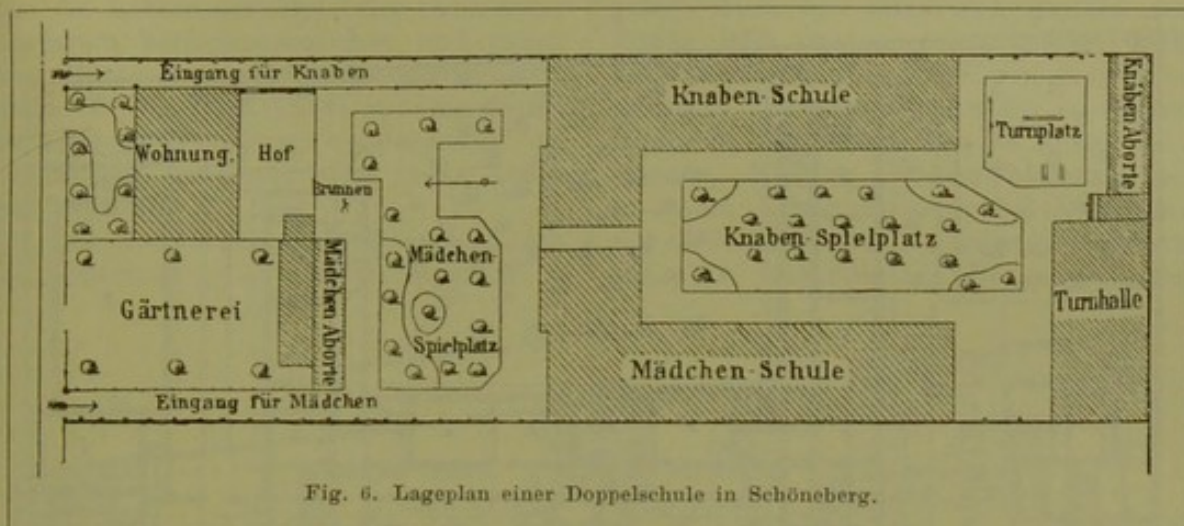 Eingang für Knaben
Knaben-Schule
Knaben Aborte
Turnplatz
Wohnung.
Hof
Brunnen
Mädchen-
Spielplatz
Knaben-Spielplatz
Mädchen Aborte
Gärtnerei
Turnhalle
Mädchen-Schule
Eingang für Mädchen
Fig. 6. Lageplan einer Doppelschule in Schöneberg.